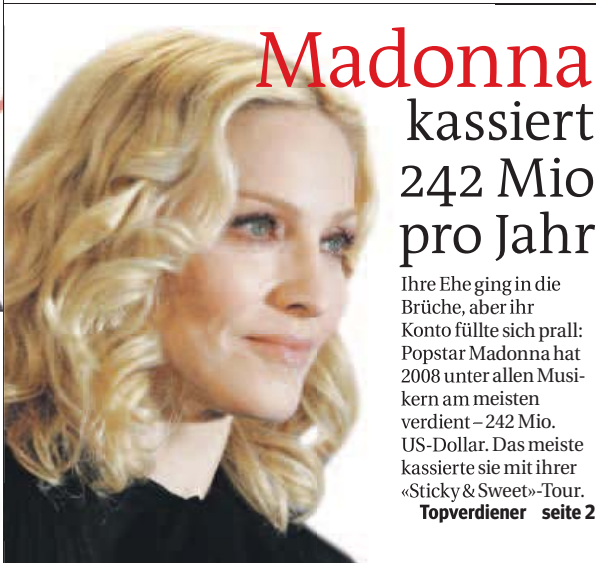 Madonna
kassiert
242 Mio
pro Jahr
Ihre Ehe ging in die
Brüche, aber ihr
Konto füllte sich prall:
Popstar Madonna hat
2008 unter allen Musi-
kern am meisten
verdient – 242 Mio.
US-Dollar. Das meiste
kassierte sie mit ihrer
«Sticky & Sweet»-Tour.
Topverdiener seite 2